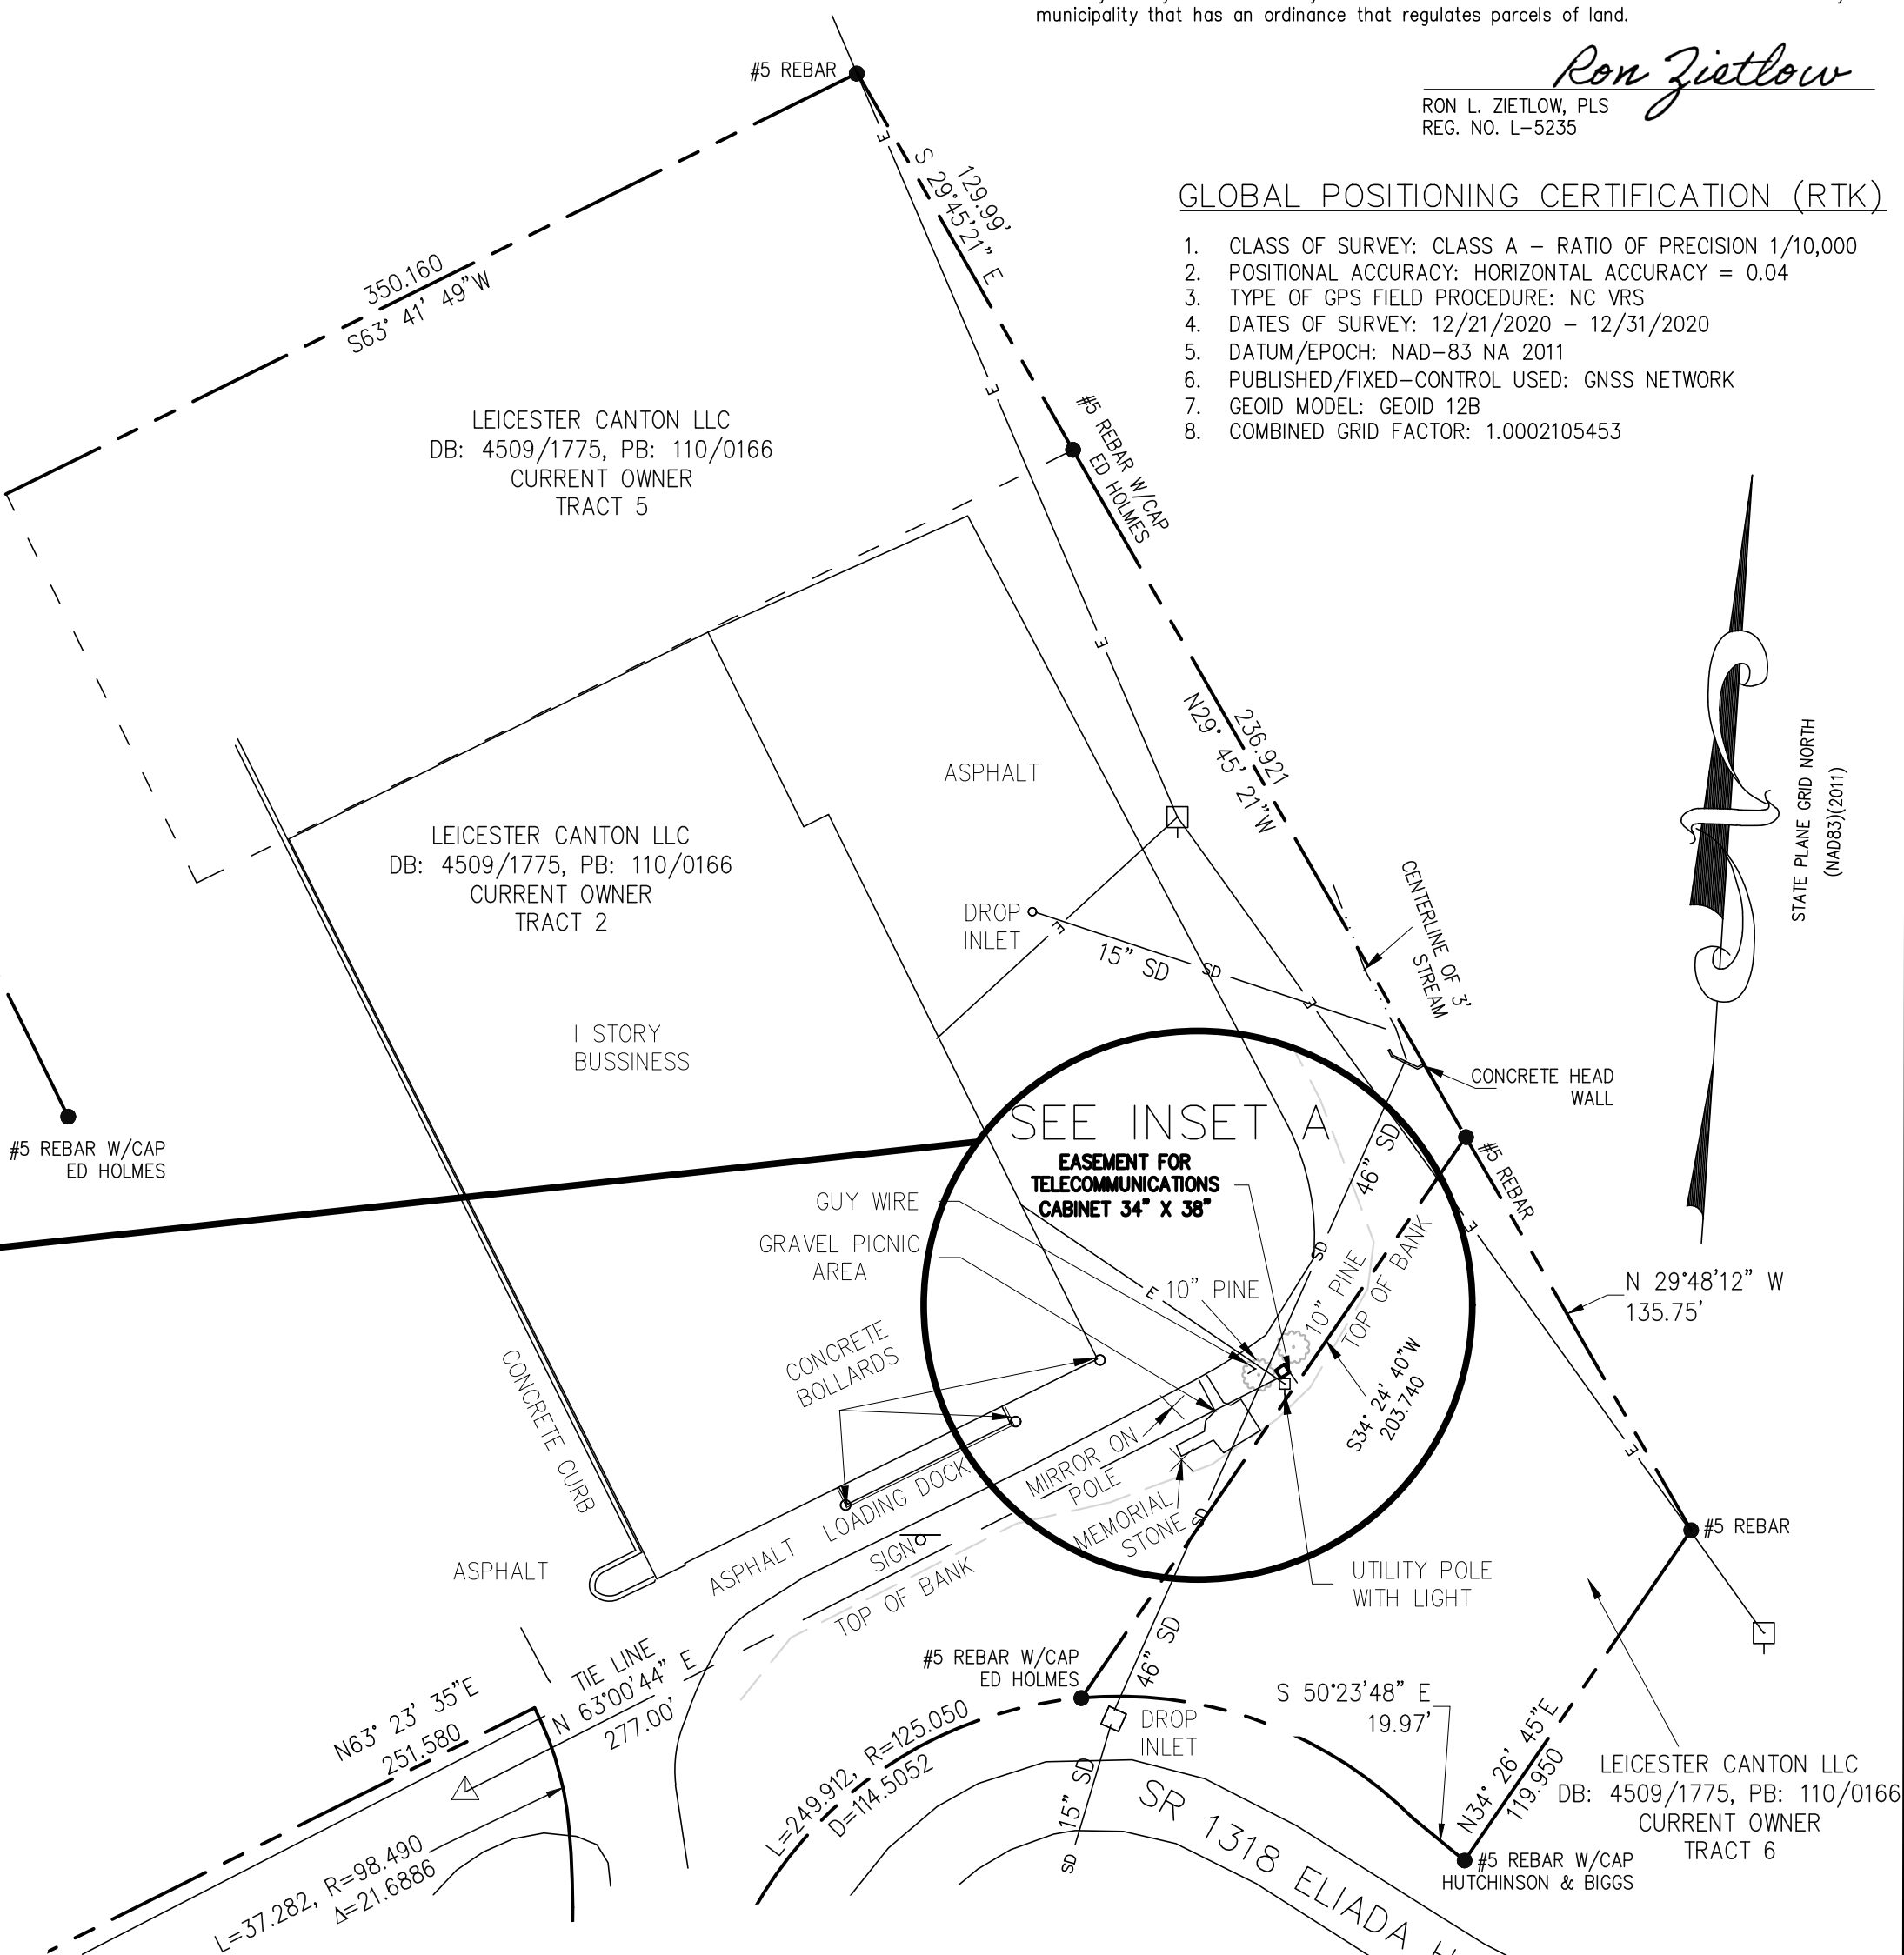 municipality that has an ordinance that regulates parcels of land.
Ron Zietlow
RON L. ZIETLOW, PLS
REG. NO. L-5235
GLOBAL POSITIONING CERTIFICATION (RTK)
1. CLASS OF SURVEY: CLASS A – RATIO OF PRECISION 1/10,000
2. POSITIONAL ACCURACY: HORIZONTAL ACCURACY = 0.04
3. TYPE OF GPS FIELD PROCEDURE: NC VRS
4. DATES OF SURVEY: 12/21/2020 – 12/31/2020
5. DATUM/EPOCH: NAD-83 NA 2011
6. PUBLISHED/FIXED-CONTROL USED: GNSS NETWORK
7. GEOID MODEL: GEOID 12B
8. COMBINED GRID FACTOR: 1.0002105453
#5 REBAR
129.99'
S 29°45'21" E
E
350.160
S63° 41' 49"W
E
#5 REBAR W/CAP
ED HOLMES
LEICESTER CANTON LLC
DB: 4509/1775, PB: 110/0166
CURRENT OWNER
TRACT 5
E
236.921
N29° 45' 21"W
STATE PLANE GRID NORTH
(NAD83)(2011)
ASPHALT
LEICESTER CANTON LLC
DB: 4509/1775, PB: 110/0166
CURRENT OWNER
TRACT 2
DROP
INLET
E
15" SD
SD
E
CENTERLINE OF 3'
STREAM
I STORY
BUSSINESS
CONCRETE HEAD
WALL
#5 REBAR W/CAP
ED HOLMES
SEE INSET A
EASEMENT FOR
TELECOMMUNICATIONS
CABINET 34" X 38"
46" SD
#5 REBAR
E
GUY WIRE
GRAVEL PICNIC
AREA
SD
E
10" PINE
10" PINE
TOP OF BANK
N 29°48'12" W
135.75'
CONCRETE
BOLLARDS
S34° 24' 40"W
203.740
CONCRETE CURB
E
MIRROR ON
POLE
LOADING DOCK
MEMORIAL
STONE
SD
#5 REBAR
ASPHALT
ASPHALT
SIGN
TOP OF BANK
UTILITY POLE
WITH LIGHT
#5 REBAR W/CAP
ED HOLMES
46" SD
TIE LINE
N 63°00'44" E
277.00'
N63° 23' 35"E
251.580
S 50°23'48" E
19.97'
DROP
INLET
L=249.912, R=125.050
D=114.5052
15" SD
SD
SR 1318 ELIADA H
N34° 26' 45"E
119.950
LEICESTER CANTON LLC
DB: 4509/1775, PB: 110/0166
CURRENT OWNER
TRACT 6
#5 REBAR W/CAP
HUTCHINSON & BIGGS
L=37.282, R=98.490
Δ=21.6886